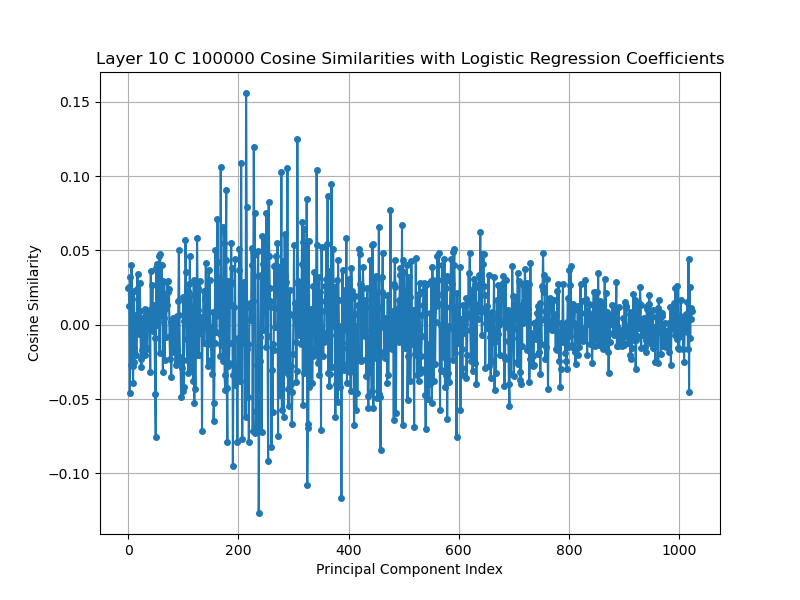 Layer 10 C 100000 Cosine Similarities with Logistic Regression Coefficients
0.15
0.10
0.05
0.00
−0.05
−0.10
Cosine Similarity
0 200 400 600 800 1000
Principal Component Index